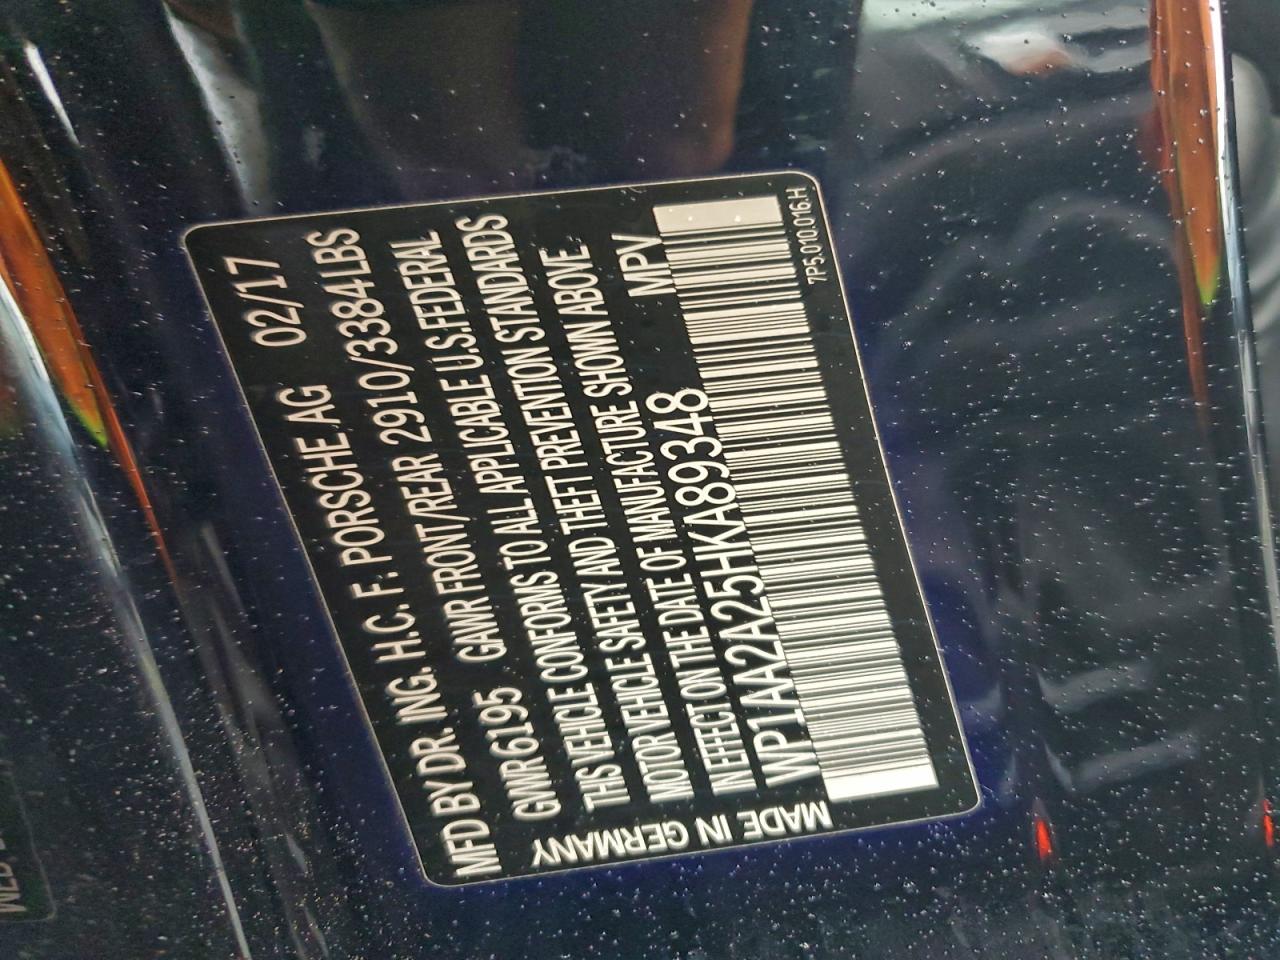 MFD BY DR. ING. H.C. F. PORSCHE AG 02/17
GWR 6195 GAWR FRONT/REAR 2910/3384LBS
THIS VEHICLE CONFORMS TO ALL APPLICABLE U.S.FEDERAL
MOTOR VEHICLE SAFETY AND THEFT PREVENTION STANDARDS
IN EFFECT ON THE DATE OF MANUFACTURE SHOWN ABOVE.
WP1AA2A25HKA89348 MPV
MADE IN GERMANY
7P5.010.016.H